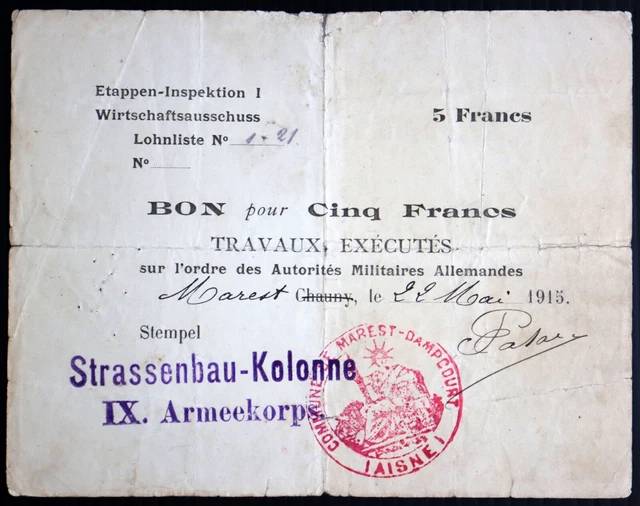 Etappen-Inspektion I
Wirtschaftsausschuss
5 Francs
Lohnliste Nº 1-21
Nº
BON pour Cinq Francs
TRAVAUX EXÉCUTÉS
sur l'ordre des Autorités Militaires Allemandes
Marest Chauny, le 22 Mai 1915.
Stempel
Strassenbau-Kolonne
IX. Armeekorps.
COMMUNE DE MAREST-DAMPCOURT
(AISNE)